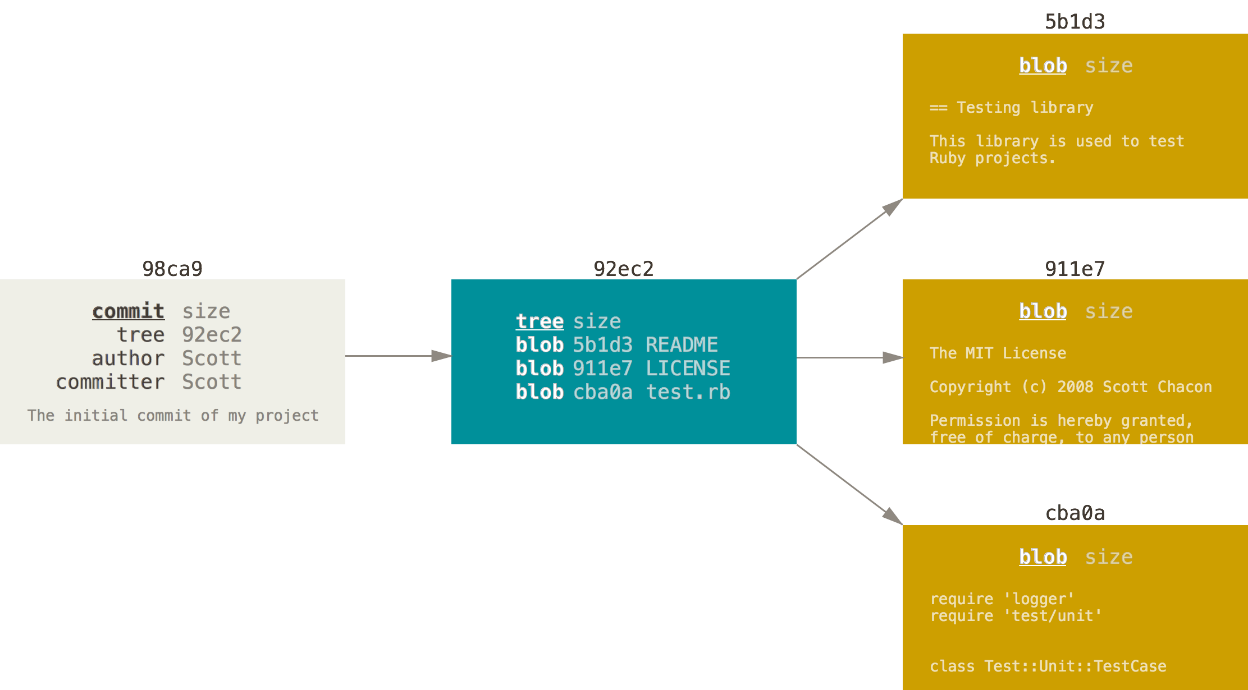 98ca9
commit size
tree 92ec2
author Scott
committer Scott
The initial commit of my project
92ec2
tree size
blob 5b1d3 README
blob 911e7 LICENSE
blob cba0a test.rb
5b1d3
blob size
== Testing library
This library is used to test
Ruby projects.
911e7
blob size
The MIT License
Copyright (c) 2008 Scott Chacon
Permission is hereby granted,
free of charge, to any person
cba0a
blob size
require 'logger'
require 'test/unit'
class Test::Unit::TestCase